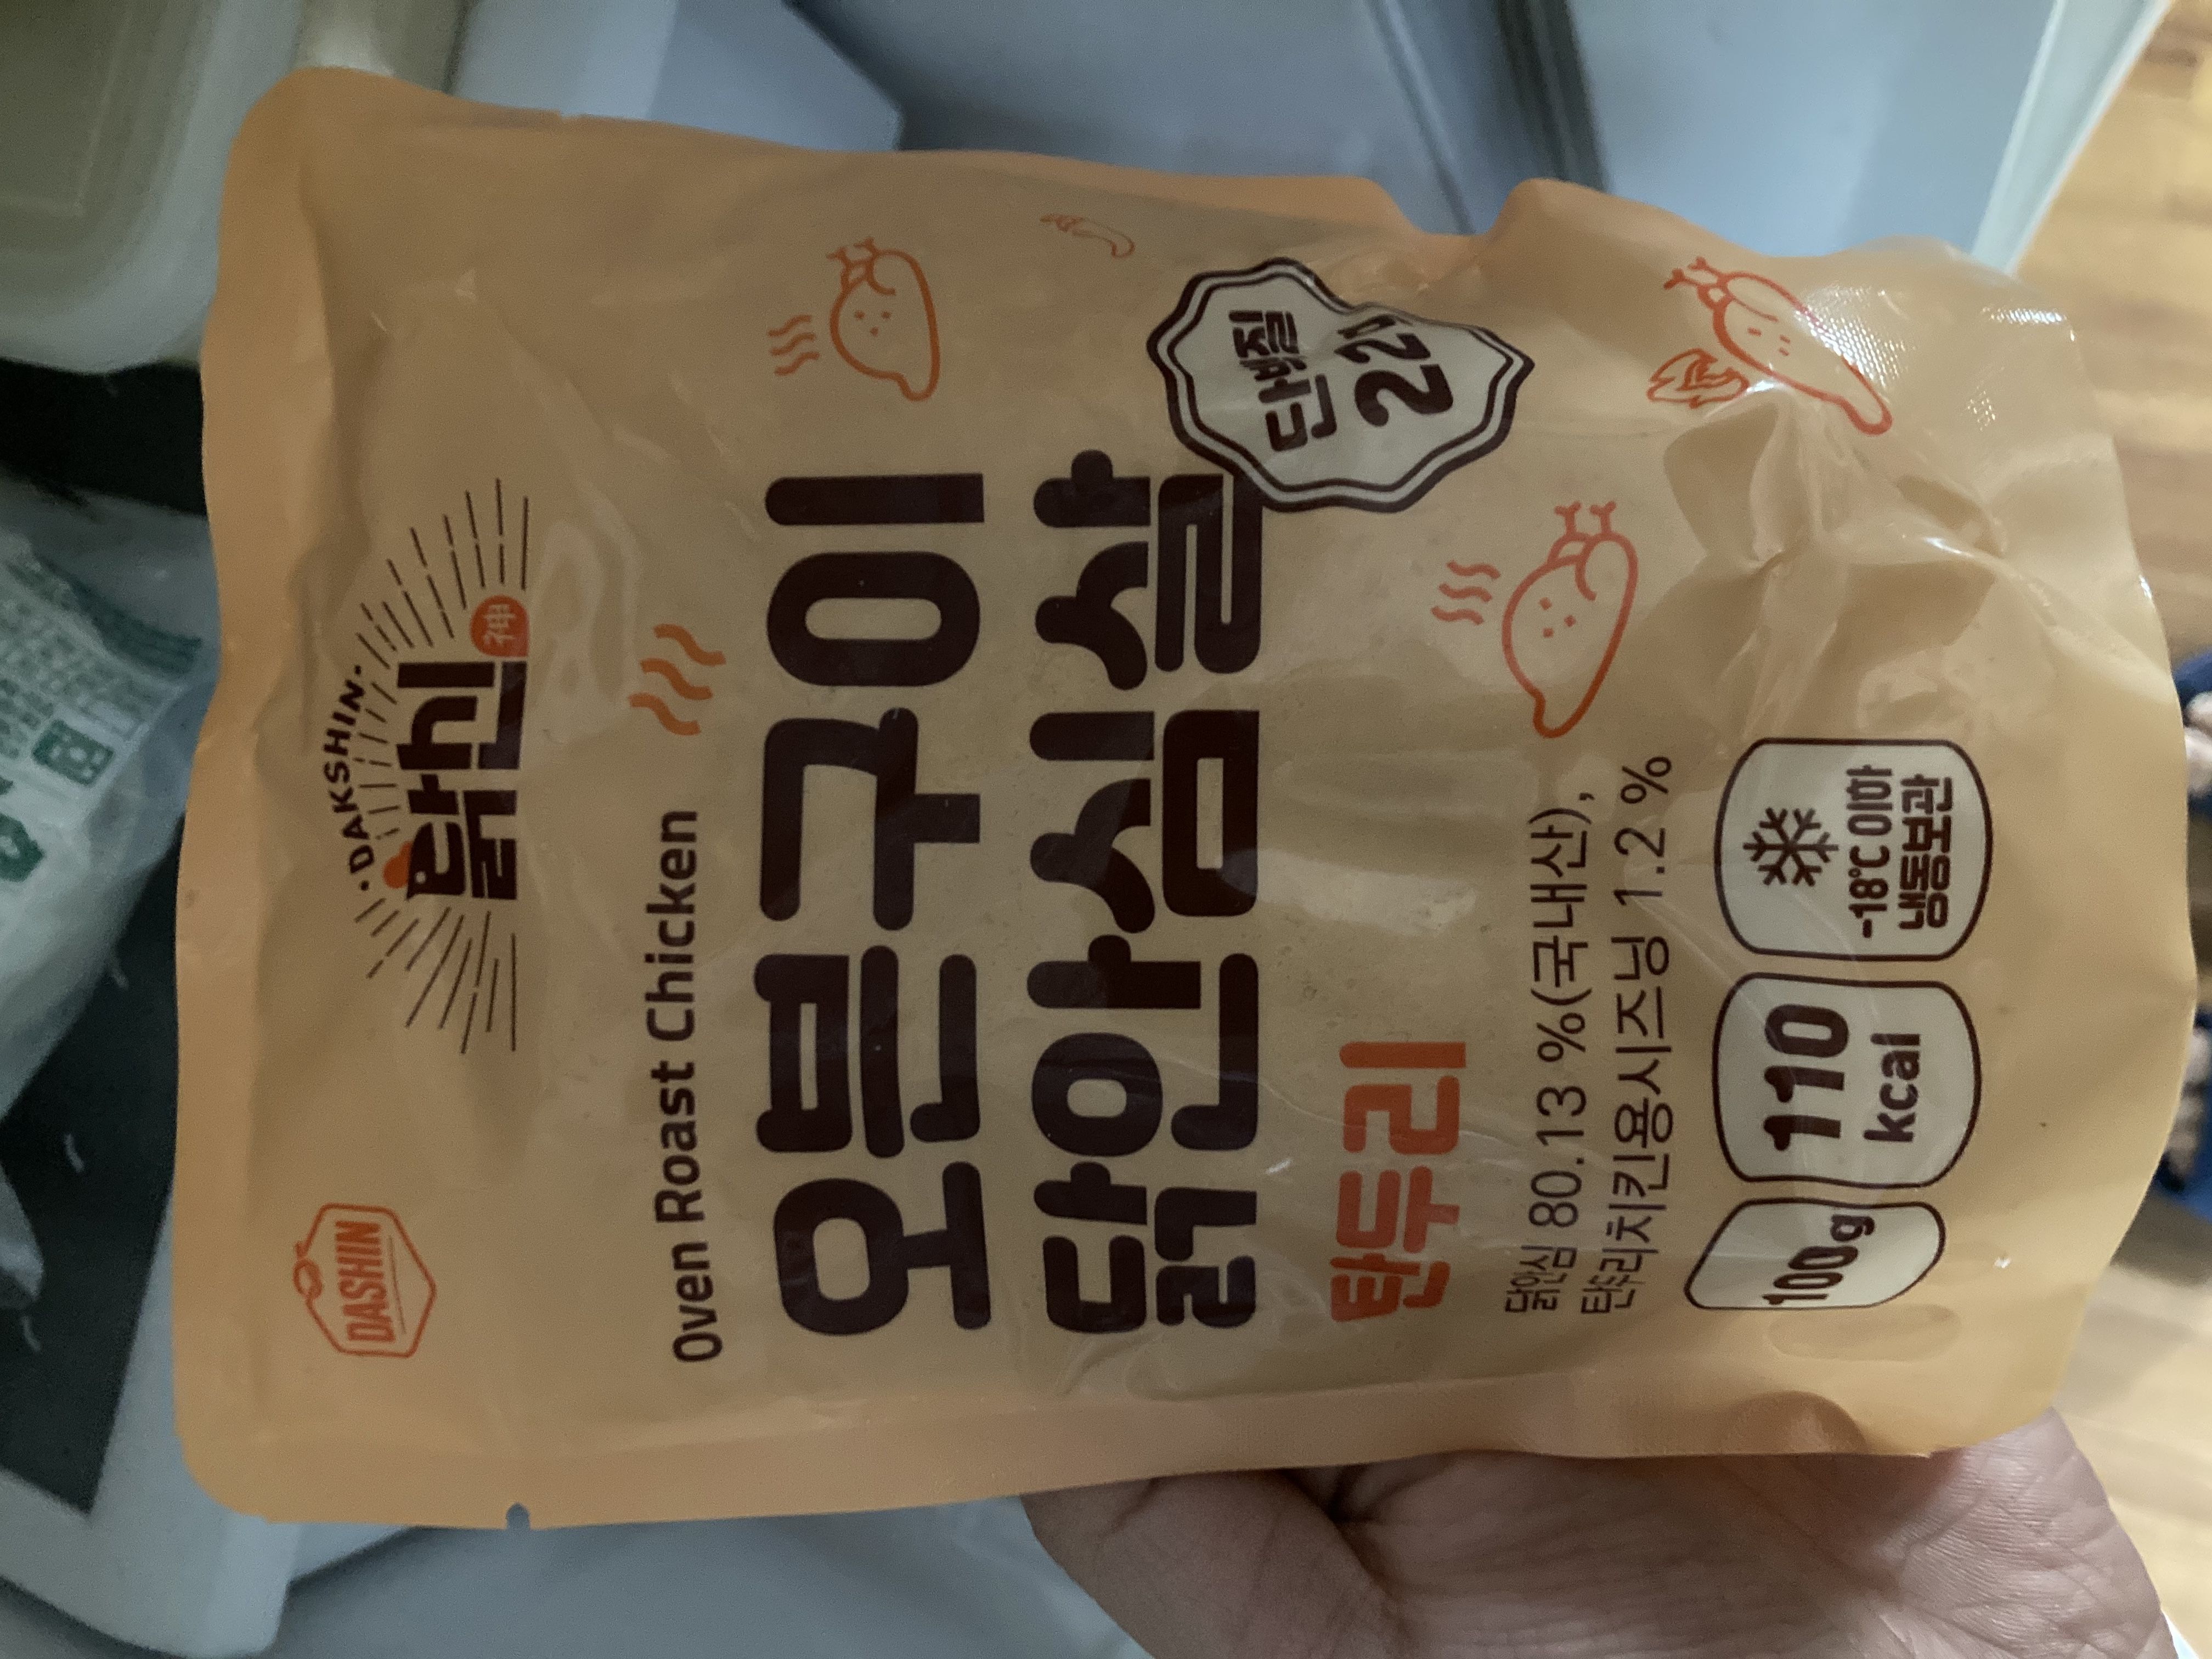 DASHIN
·DAKSHIN·
닭신
神
Oven Roast Chicken
오븐구이
닭안심살
단백질
탄두리
닭안심 80.13 %(국내산),
탄두리치킨용시즈닝 1.2 %
100g
110
kcal
-18℃ 이하
냉동보관